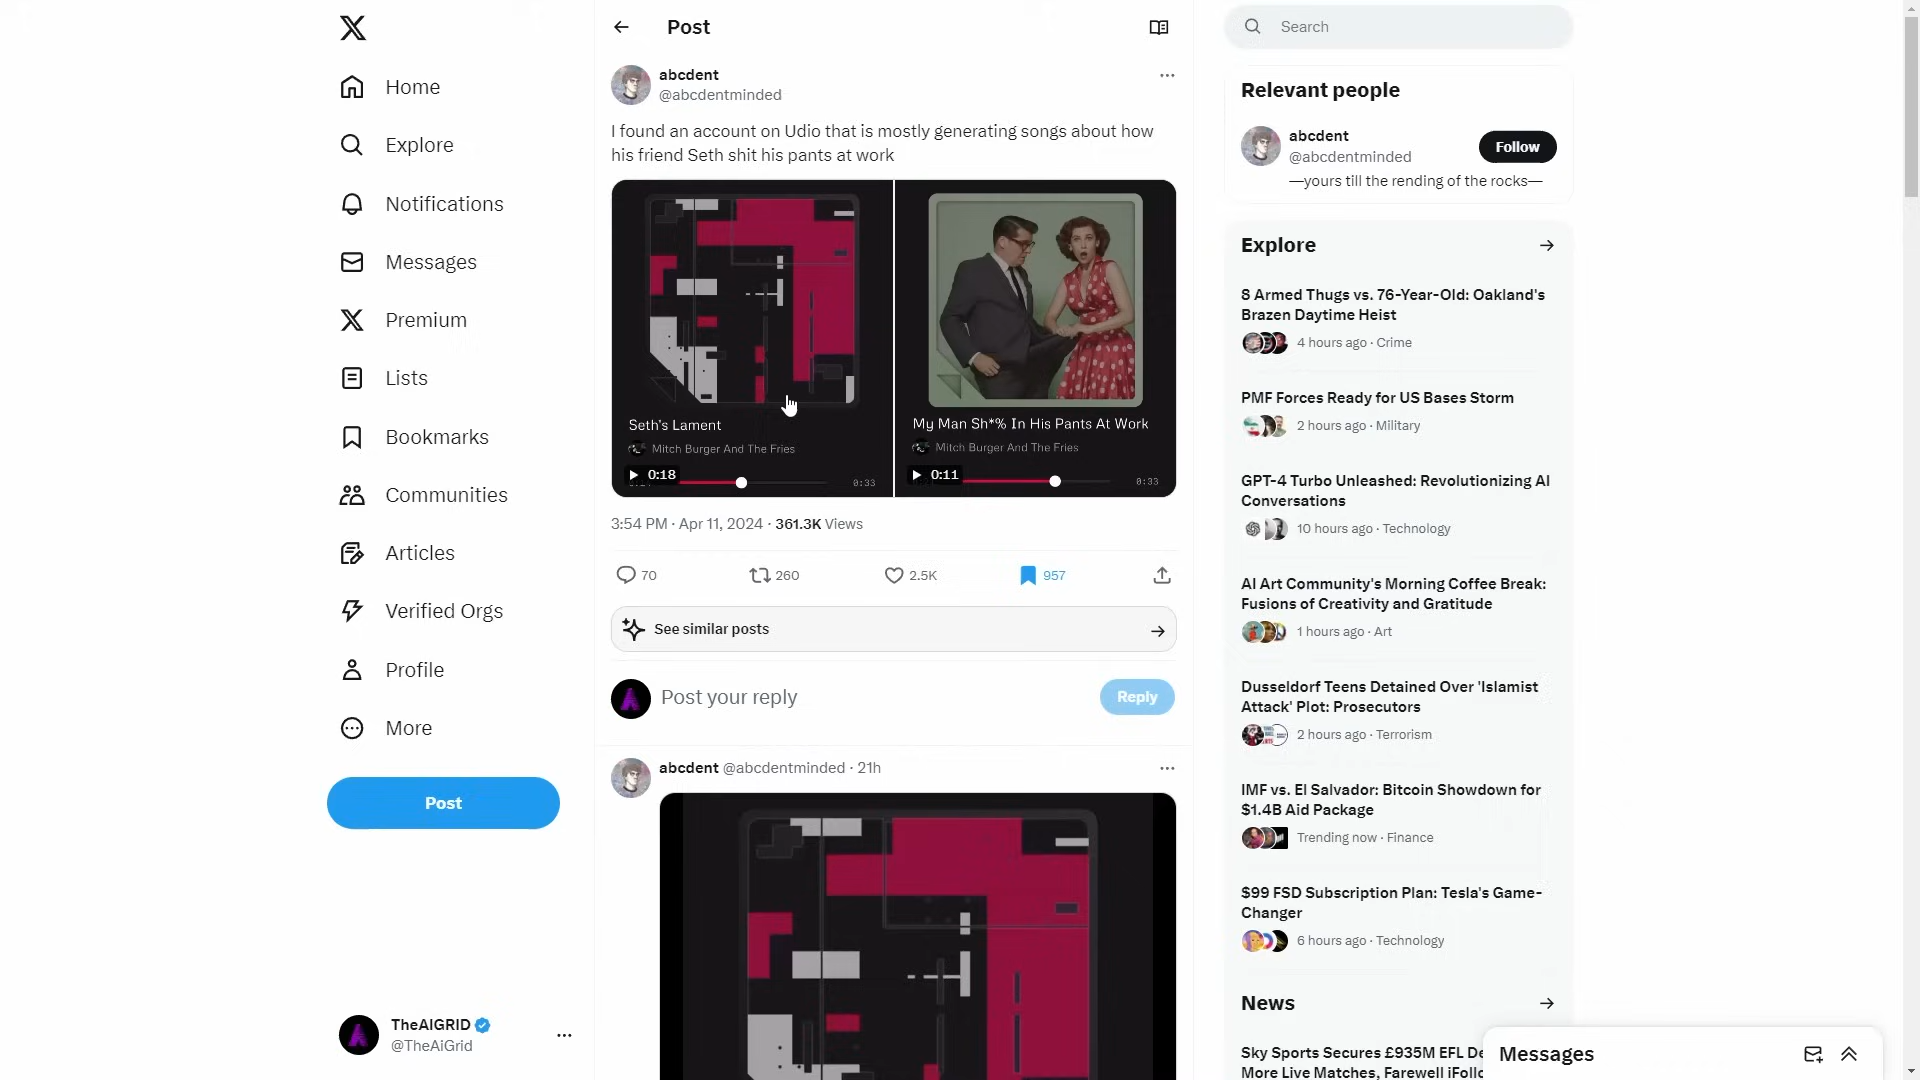 Home
Explore
Notifications
Messages
Premium
Lists
Bookmarks
Communities
Articles
Verified Orgs
Profile
More
Post
TheAIGRID
@TheAiGrid
Post
abcdent
@abcdentminded
I found an account on Udio that is mostly generating songs about how
his friend Seth shit his pants at work
Seth's Lament
Mitch Burger And The Fries
0:18
0:33
My Man Sh*% In His Pants At Work
Mitch Burger And The Fries
0:11
0:33
3:54 PM · Apr 11, 2024 · 361.3K Views
70
260
2.5K
957
See similar posts
Post your reply
Reply
abcdent @abcdentminded · 21h
Search
Relevant people
abcdent
@abcdentminded
Follow
—yours till the rending of the rocks—
Explore
8 Armed Thugs vs. 76-Year-Old: Oakland's
Brazen Daytime Heist
4 hours ago · Crime
PMF Forces Ready for US Bases Storm
2 hours ago · Military
GPT-4 Turbo Unleashed: Revolutionizing AI
Conversations
10 hours ago · Technology
AI Art Community's Morning Coffee Break:
Fusions of Creativity and Gratitude
1 hours ago · Art
Dusseldorf Teens Detained Over 'Islamist
Attack' Plot: Prosecutors
2 hours ago · Terrorism
IMF vs. El Salvador: Bitcoin Showdown for
$1.4B Aid Package
Trending now · Finance
$99 FSD Subscription Plan: Tesla's Game-
Changer
6 hours ago · Technology
News
Sky Sports Secures £935M EFL De
More Live Matches, Farewell iFollo
Messages